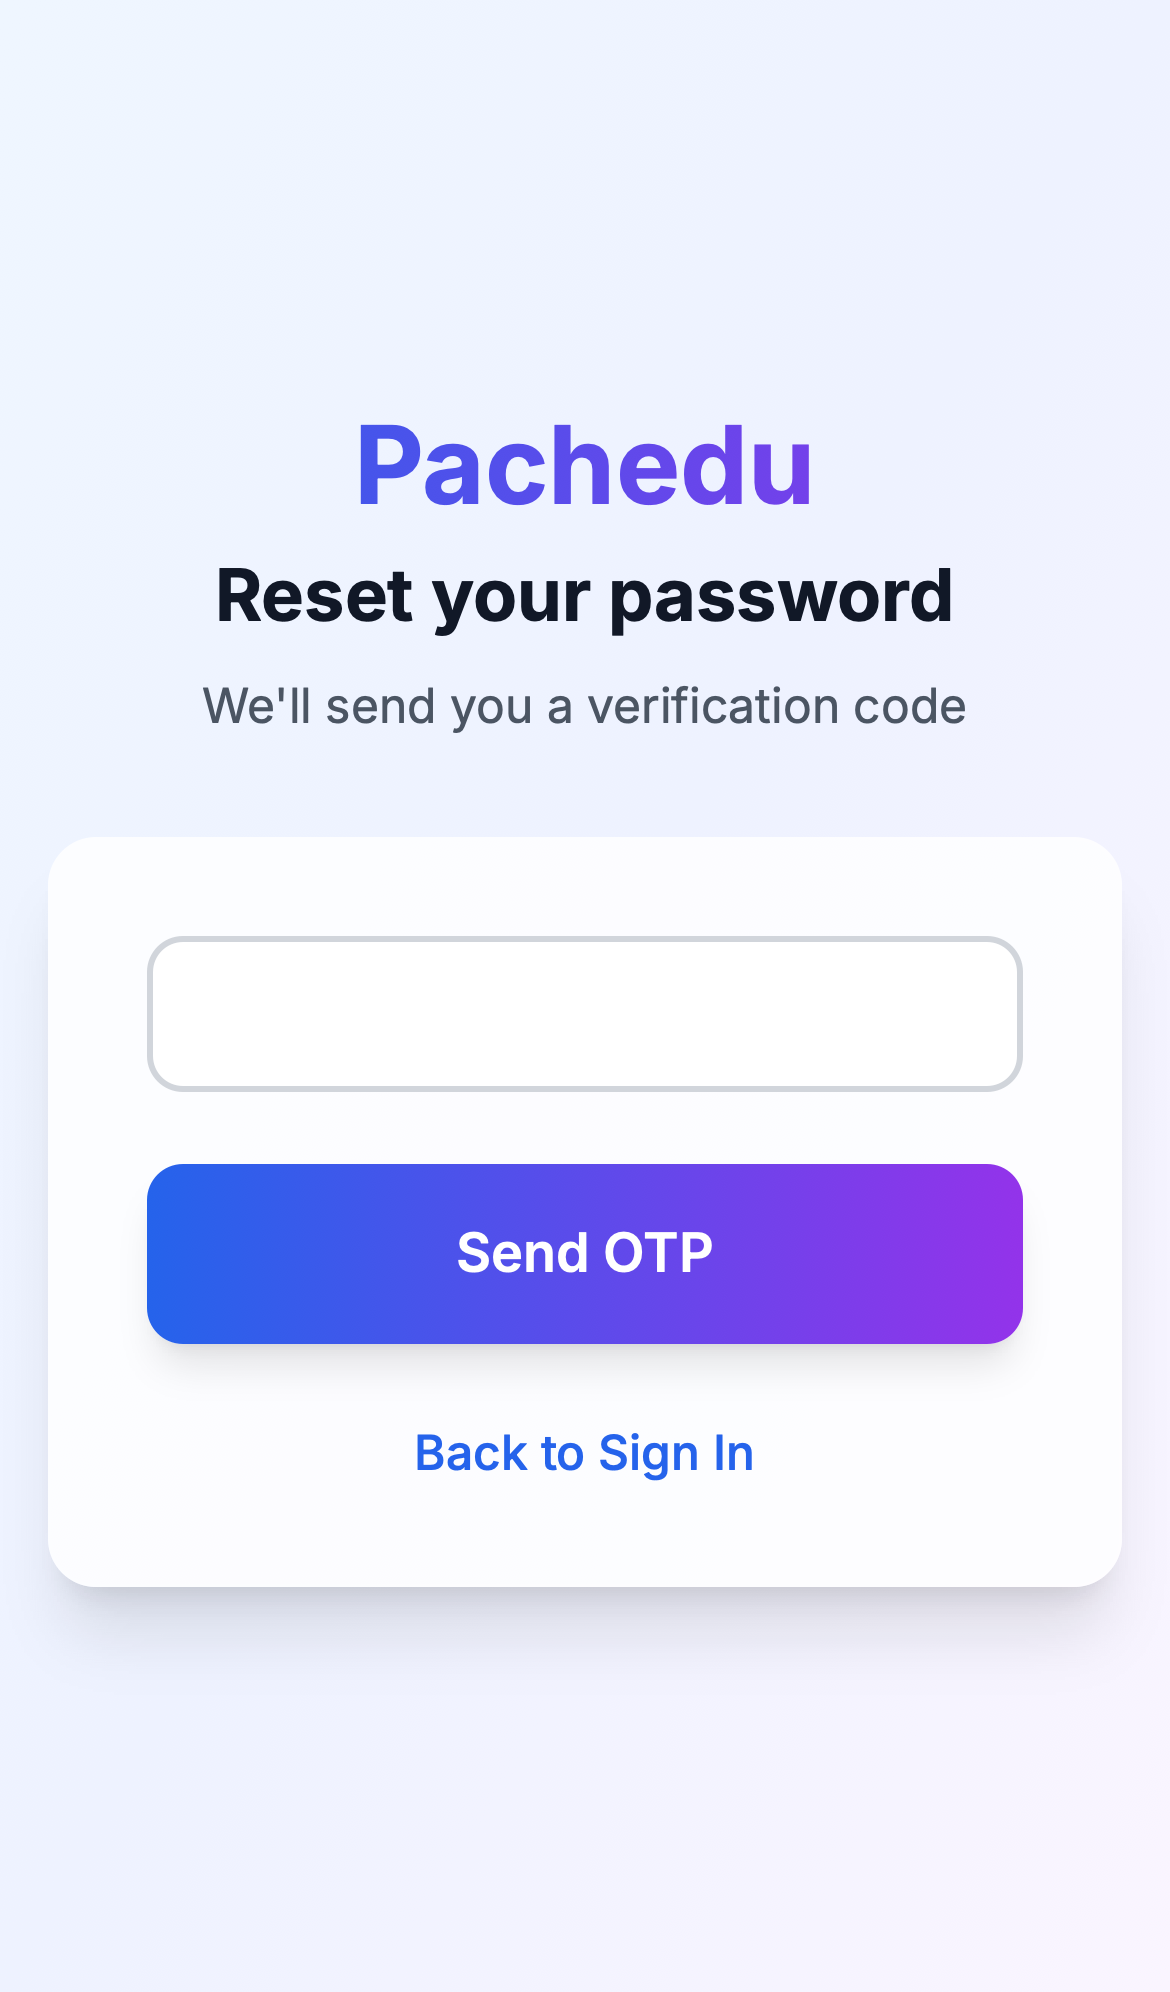 Pachedu
Reset your password
We'll send you a verification code
Send OTP
Back to Sign In